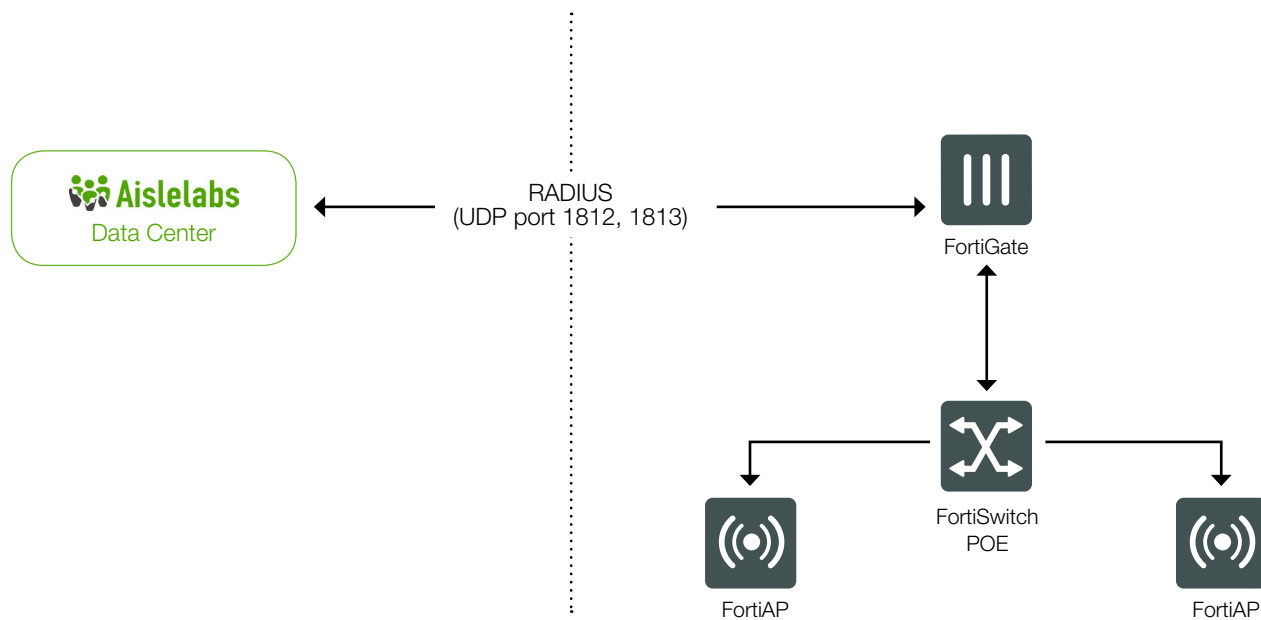 Aislelabs
Data Center
RADIUS
(UDP port 1812, 1813)
FortiGate
FortiSwitch
POE
FortiAP
FortiAP